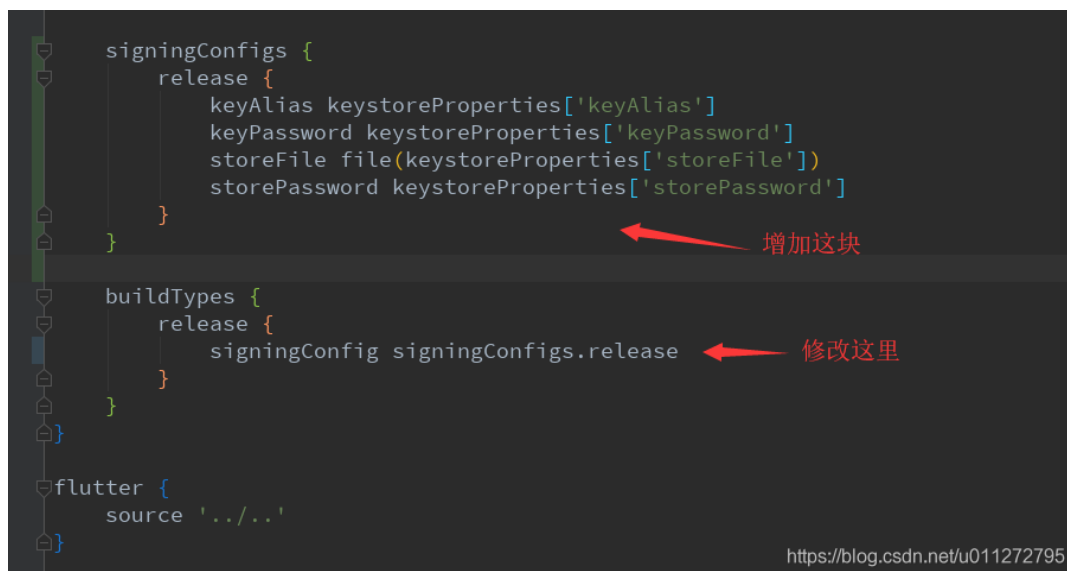 signingConfigs {
release {
keyAlias keystoreProperties['keyAlias']
keyPassword keystoreProperties['keyPassword']
storeFile file(keystoreProperties['storeFile'])
storePassword keystoreProperties['storePassword']
}
}
增加这块
buildTypes {
release {
signingConfig signingConfigs.release
修改这里
}
}
}
flutter {
source '../..'
}
https://blog.csdn.net/u011272795